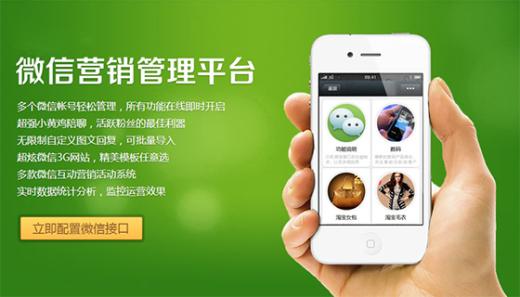 微信营销管理平台
多个微信帐号轻松管理，所有功能在线即时开启
超强小黄鸡陪聊，活跃粉丝的最佳利器
无限制自定义图文回复，可批量导入
超炫微信3G网站，精美模板任意选
多款微信互动营销活动系统
实时数据统计分析，监控运营效果
立即配置微信接口
09:41
返回
功能说明
数码
淘宝女包
淘宝毛衣